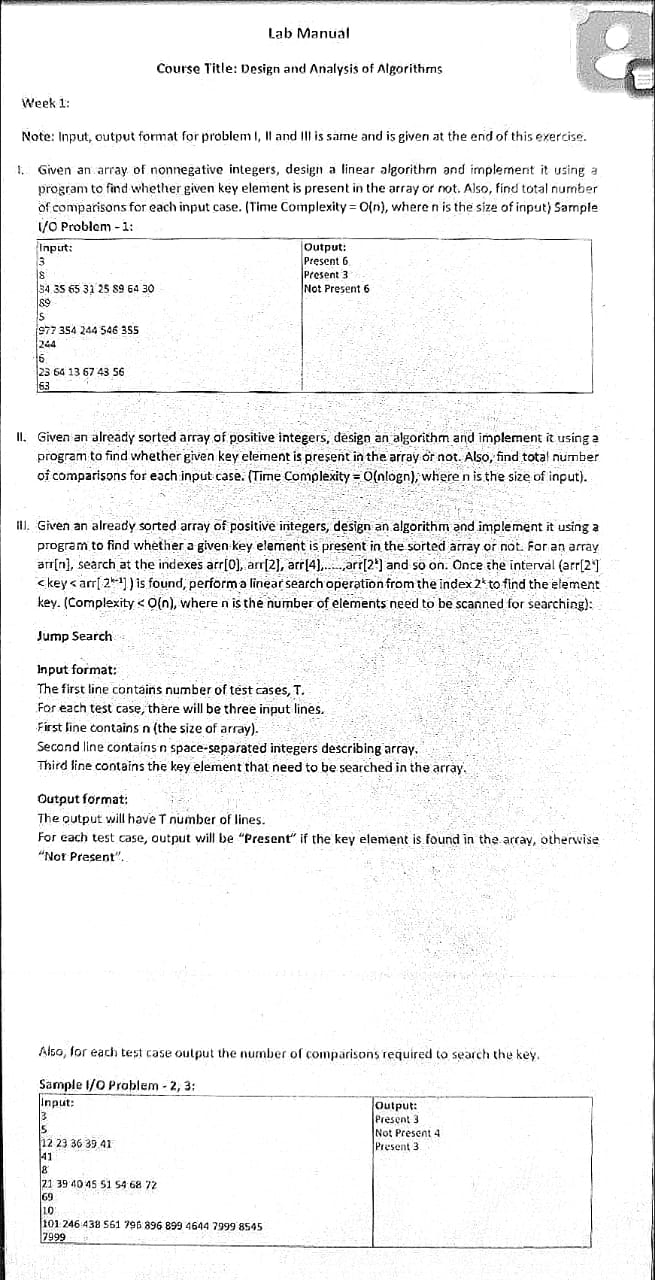 Lab Manual
Course Title: Design and Analysis of Algorithms
Week 1:
Note: Input, output format for problem I, II and III is same and is given at the end of this exercise.
I. Given an array of nonnegative integers, design a linear algorithm and implement it using a
program to find whether given key element is present in the array or not. Also, find total number
of comparisons for each input case. (Time Complexity = O(n), where n is the size of input) Sample
I/O Problem - 1:
Input:
3
8
34 35 65 31 25 89 64 30
89
5
977 354 244 546 355
244
6
23 64 13 67 43 56
63
Output:
Present 6
Present 3
Not Present 6
II. Given an already sorted array of positive integers, design an algorithm and implement it using a
program to find whether given key element is present in the array or not. Also, find total number
of comparisons for each input case. (Time Complexity = O(nlogn), where n is the size of input).
III. Given an already sorted array of positive integers, design an algorithm and implement it using a
program to find whether a given key element is present in the sorted array or not. For an array
arr[n], search at the indexes arr[0], arr[2], arr[4],.....,arr[2ᵏ] and so on. Once the interval (arr[2ᵏ]
< key < arr[ 2ᵏ⁺¹] ) is found, perform a linear search operation from the index 2ᵏ to find the element
key. (Complexity < O(n), where n is the number of elements need to be scanned for searching):
Jump Search
Input format:
The first line contains number of test cases, T.
For each test case, there will be three input lines.
First line contains n (the size of array).
Second line contains n space-separated integers describing array.
Third line contains the key element that need to be searched in the array.
Output format:
The output will have T number of lines.
For each test case, output will be "Present" if the key element is found in the array, otherwise
"Not Present".
Also, for each test case output the number of comparisons required to search the key.
Sample I/O Problem - 2, 3:
Input:
3
5
12 23 36 39 41
41
8
21 39 40 45 51 54 68 72
69
10
101 246 438 561 796 896 899 4644 7999 8545
7999
Output:
Present 3
Not Present 4
Present 3